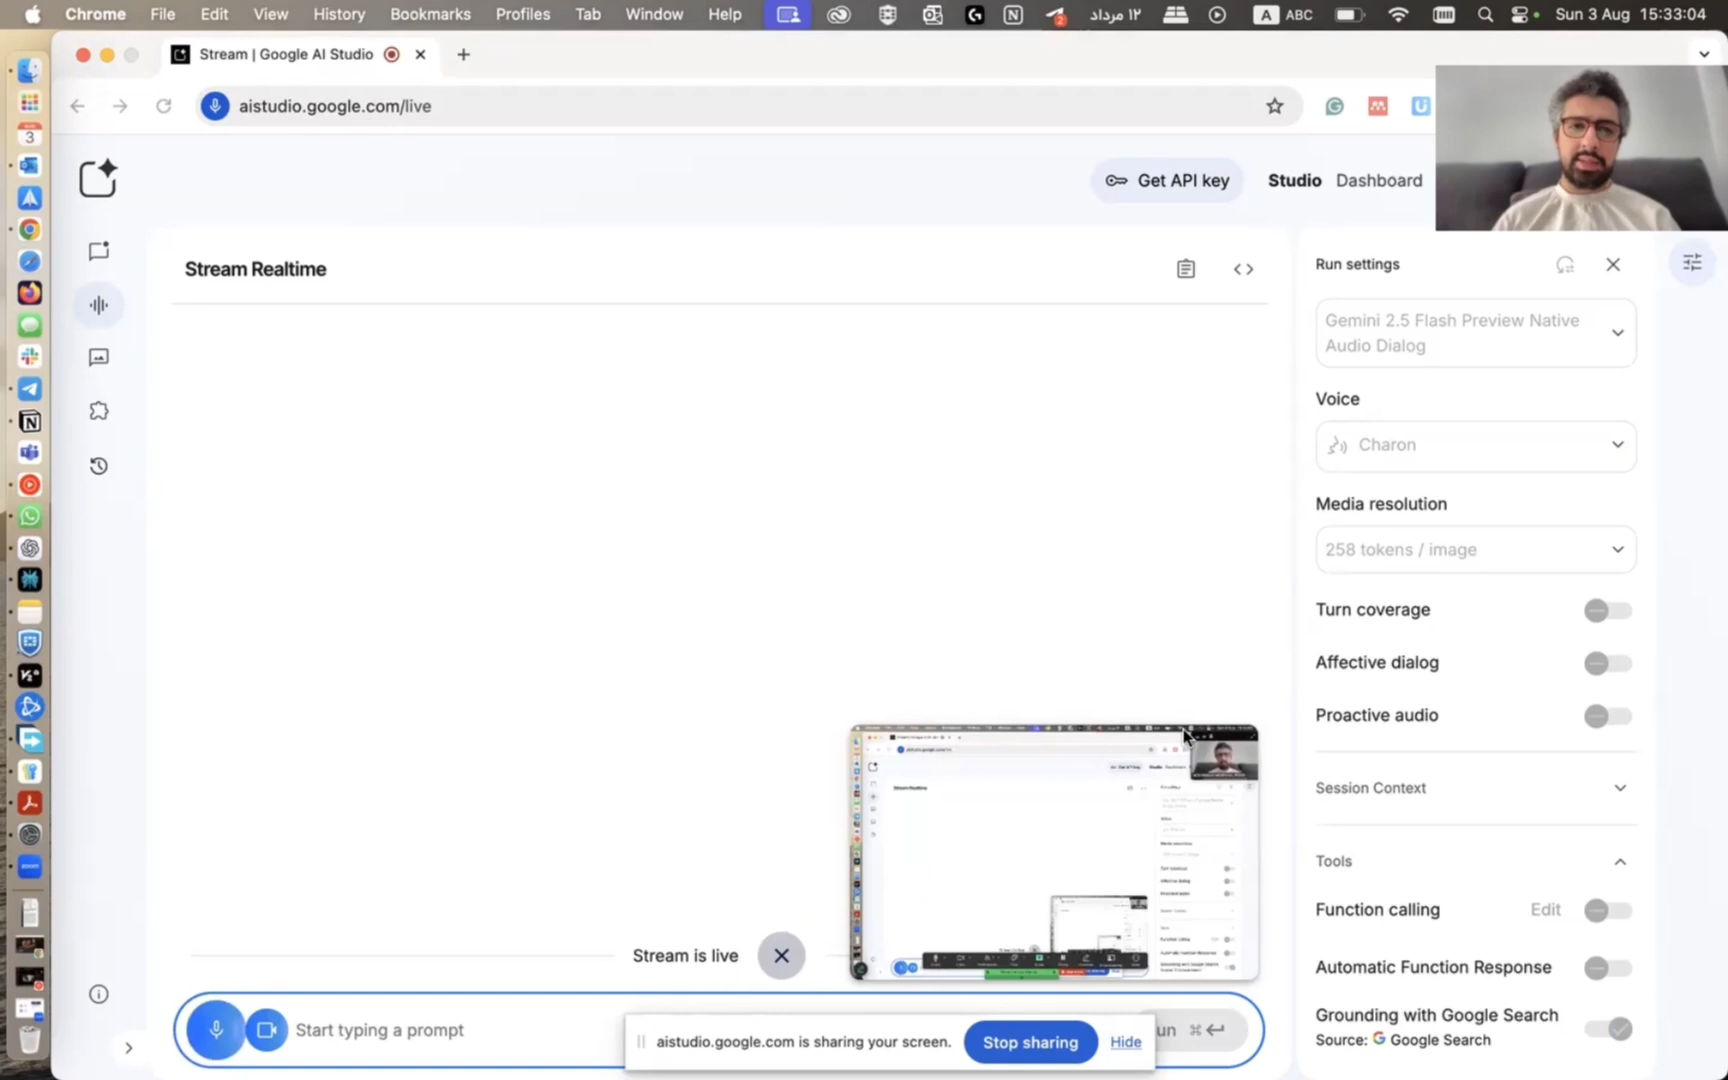 Chrome File Edit View History Bookmarks Profiles Tab Window Help ۱۲ مرداد A ABC Sun 3 Aug 15:33:04
Stream | Google AI Studio
aistudio.google.com/live
Get API key Studio Dashboard
Stream Realtime
Run settings
Gemini 2.5 Flash Preview Native
Audio Dialog
Voice
Charon
Media resolution
258 tokens / image
Turn coverage
Affective dialog
Proactive audio
Session Context
Tools
Function calling Edit
Automatic Function Response
Grounding with Google Search
Source: G Google Search
Stream is live
Start typing a prompt
aistudio.google.com is sharing your screen. Stop sharing Hide
un ⌘